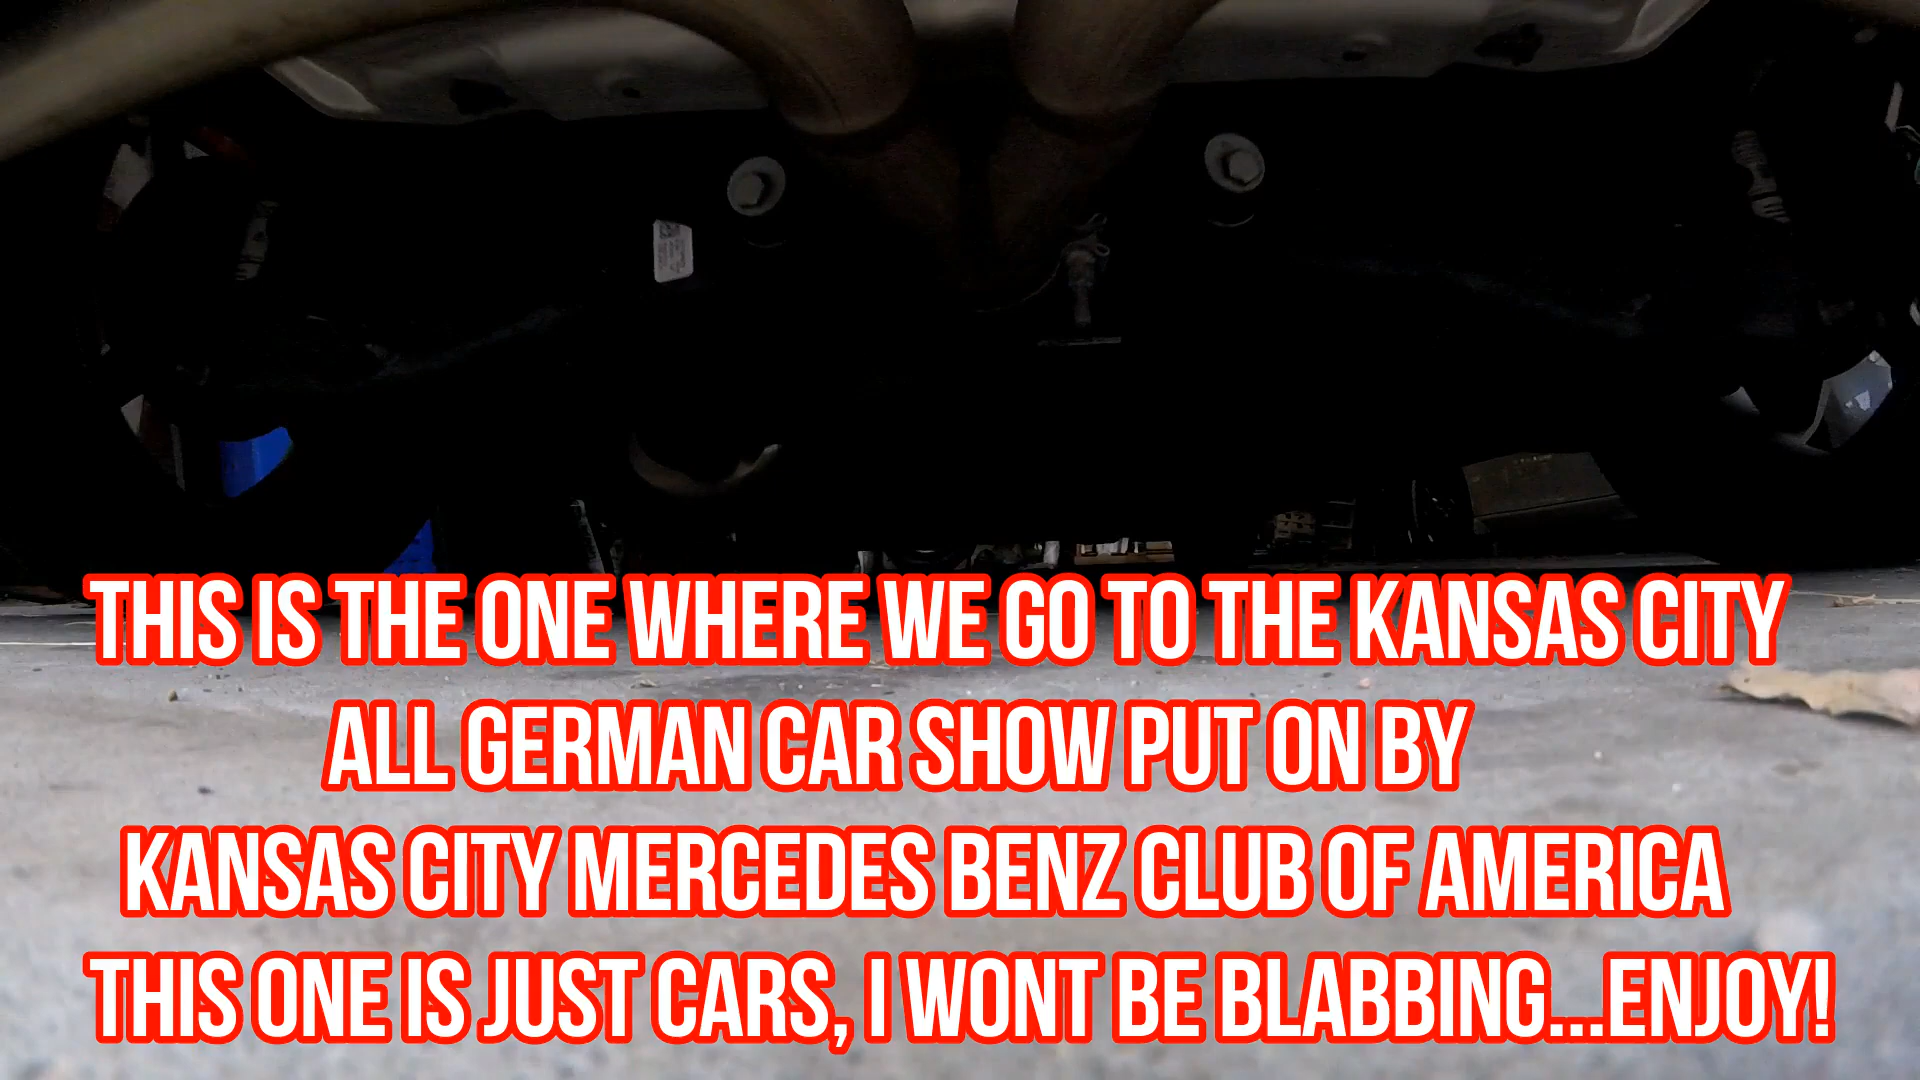 THIS IS THE ONE WHERE WE GO TO THE KANSAS CITY
ALL GERMAN CAR SHOW PUT ON BY
KANSAS CITY MERCEDES BENZ CLUB OF AMERICA
THIS ONE IS JUST CARS, I WONT BE BLABBING...ENJOY!